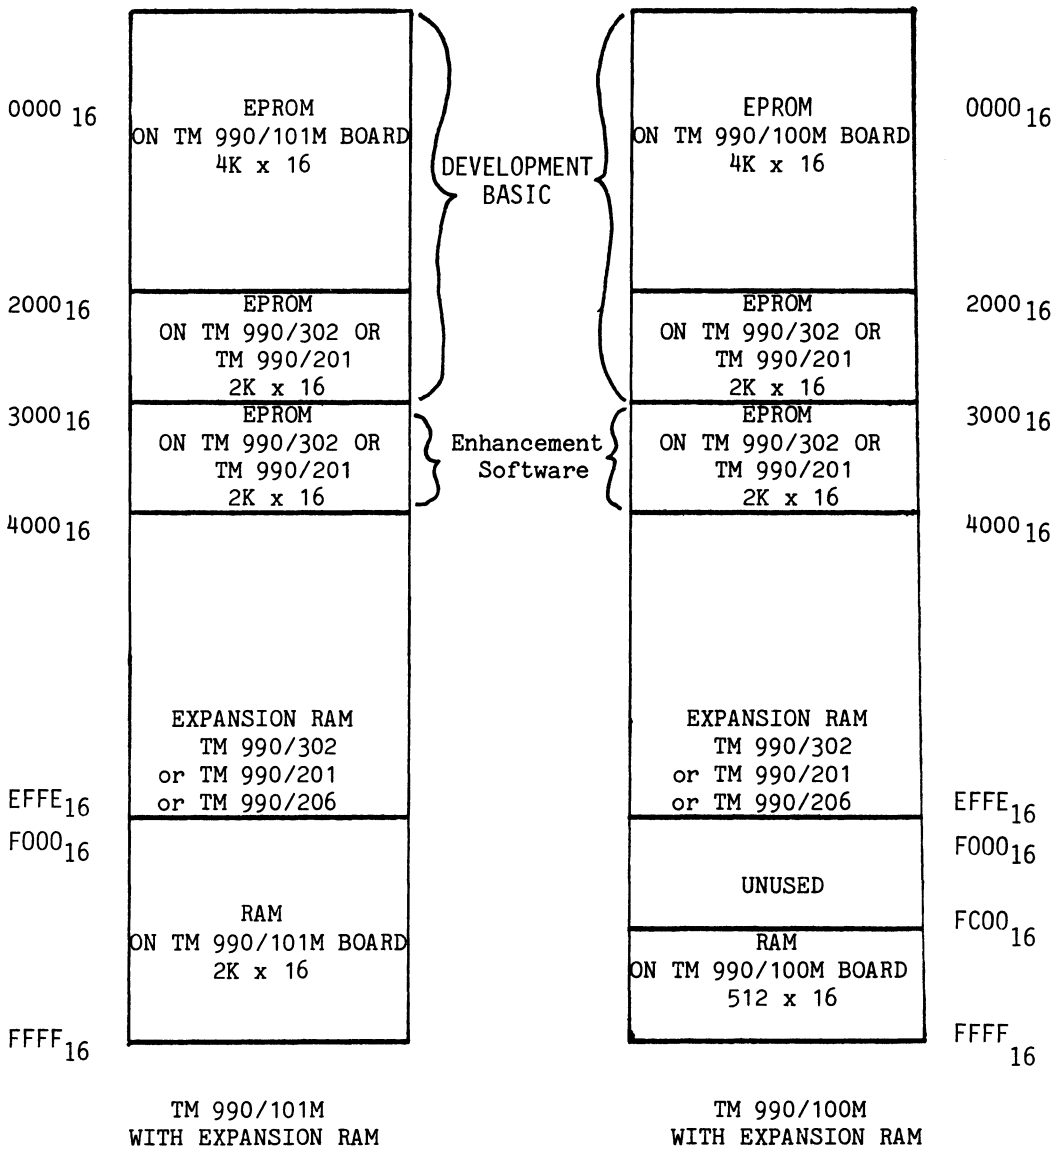 0000 16
EPROM
ON TM 990/101M BOARD
4K x 16
2000 16
EPROM
ON TM 990/302 OR
TM 990/201
2K x 16
3000 16
EPROM
ON TM 990/302 OR
TM 990/201
2K x 16
4000 16
EXPANSION RAM
TM 990/302
or TM 990/201
or TM 990/206
EFFE 16
F000 16
RAM
ON TM 990/101M BOARD
2K x 16
FFFF 16
TM 990/101M
WITH EXPANSION RAM
DEVELOPMENT
BASIC
Enhancement
Software
EPROM
ON TM 990/100M BOARD
4K x 16
0000 16
EPROM
ON TM 990/302 OR
TM 990/201
2K x 16
2000 16
EPROM
ON TM 990/302 OR
TM 990/201
2K x 16
3000 16
4000 16
EXPANSION RAM
TM 990/302
or TM 990/201
or TM 990/206
EFFE 16
F000 16
UNUSED
FC00 16
RAM
ON TM 990/100M BOARD
512 x 16
FFFF 16
TM 990/100M
WITH EXPANSION RAM